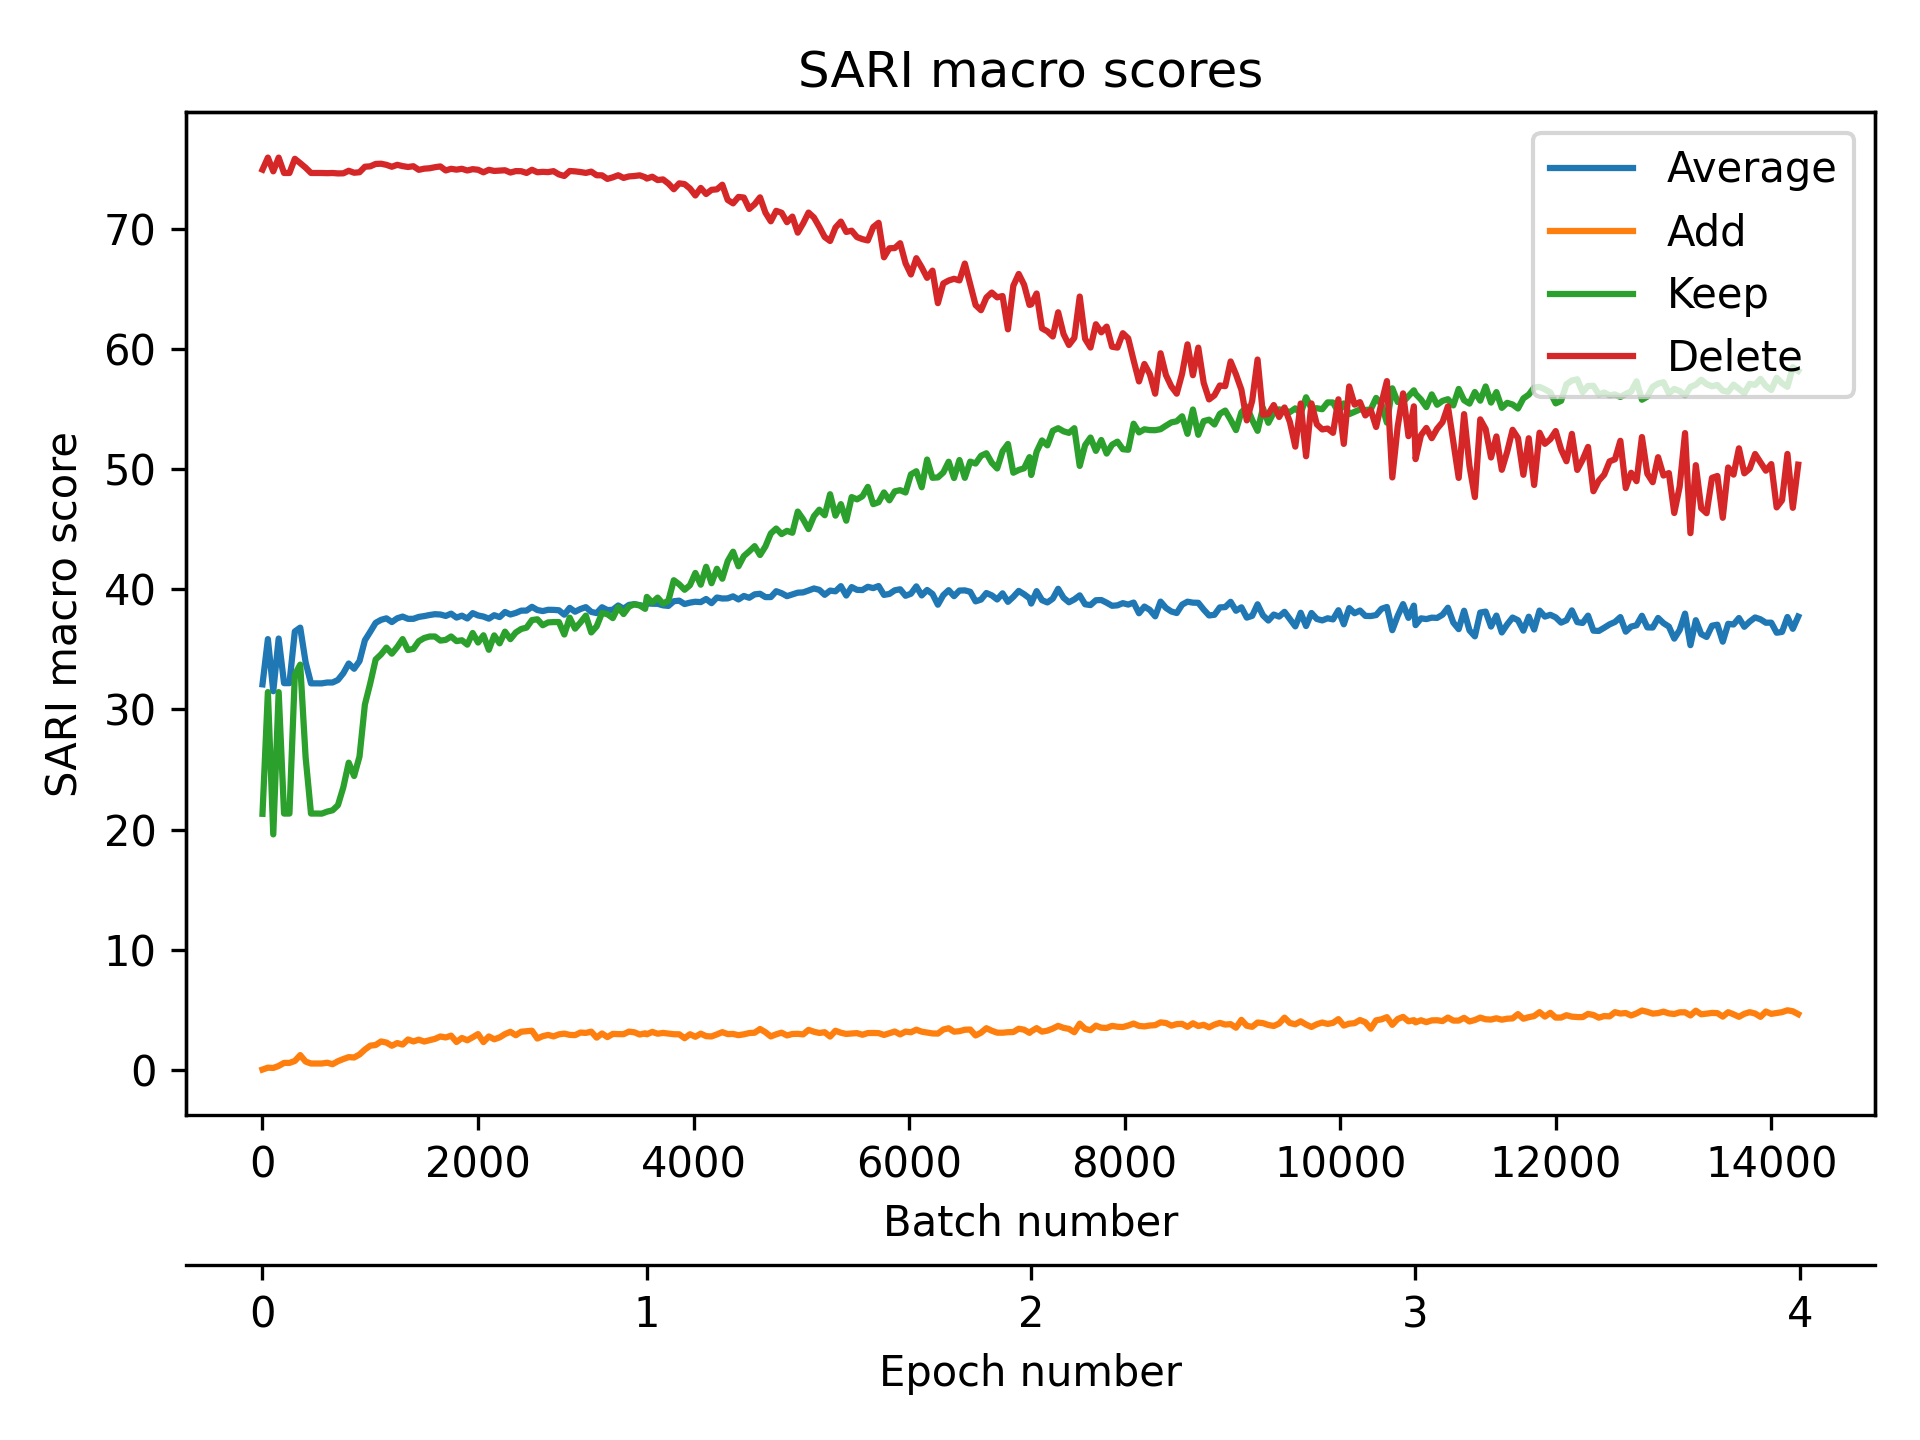 SARI macro scores
Average
Add
Keep
Delete
SARI macro score
70
60
50
40
30
20
10
0
0 2000 4000 6000 8000 10000 12000 14000
Batch number
0 1 2 3 4
Epoch number